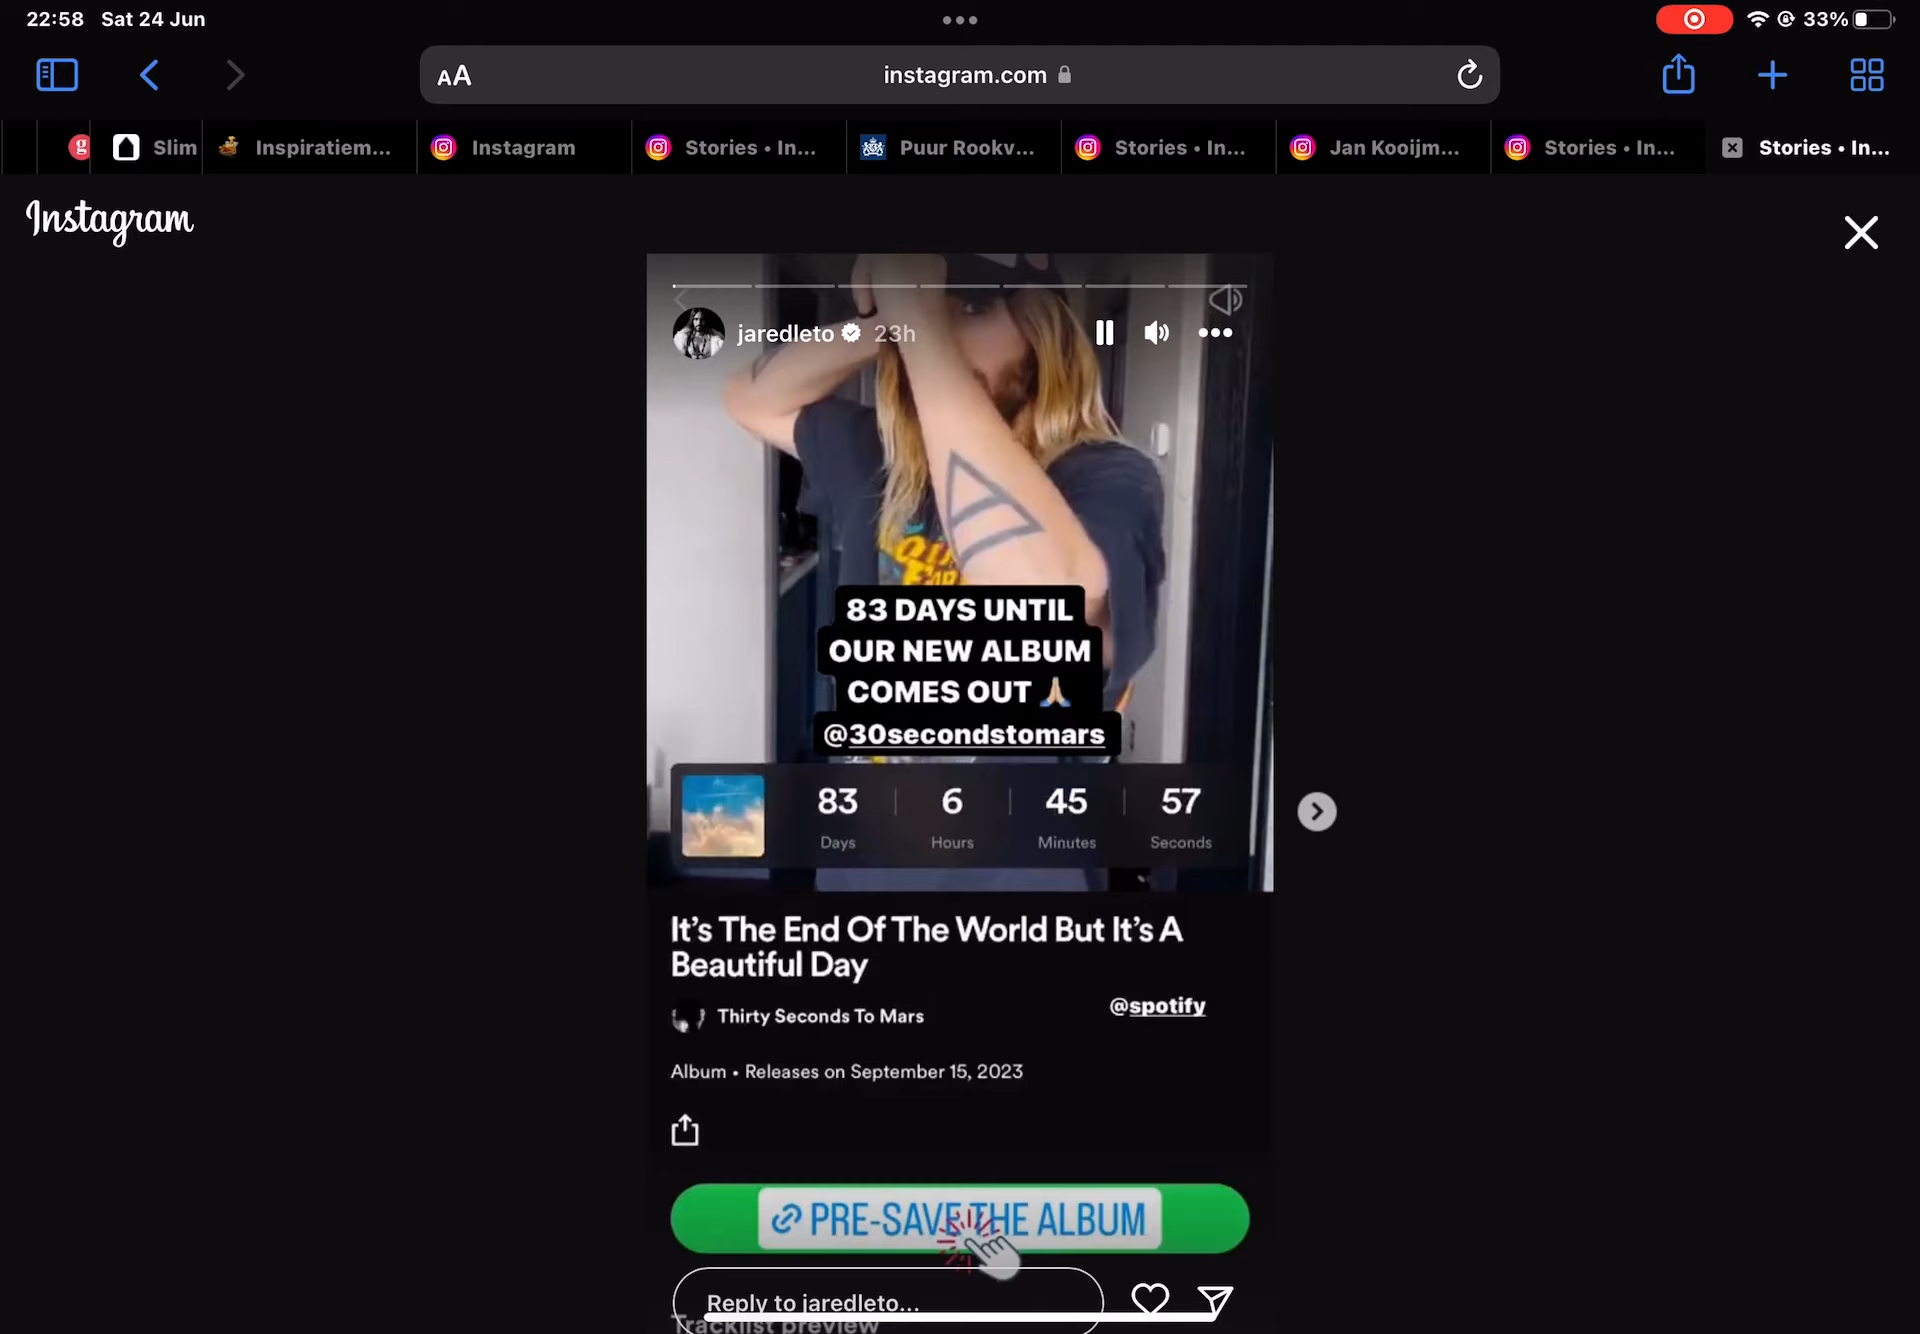 22:58 Sat 24 Jun
33%
AA
instagram.com
g
Slim
Inspiratiem...
Instagram
Stories • In...
Puur Rookv...
Stories • In...
Jan Kooijm...
Stories • In...
Stories • In...
Instagram
jaredleto 23h
83 DAYS UNTIL
OUR NEW ALBUM
COMES OUT 🙏🏼
@30secondstomars
83 6 45 57
Days Hours Minutes Seconds
It's The End Of The World But It's A
Beautiful Day
Thirty Seconds To Mars
@spotify
Album • Releases on September 15, 2023
PRE-SAVE THE ALBUM
Reply to jaredleto...
Tracklist preview